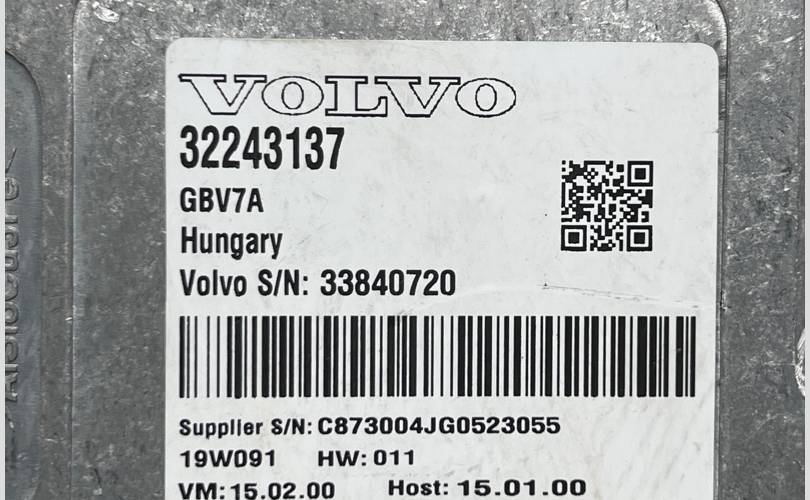 VOLVO
32243137
GBV7A
Hungary
Volvo S/N: 33840720
Supplier S/N: C873004JG0523055
19W091 HW: 011
VM: 15.02.00 Host: 15.01.00